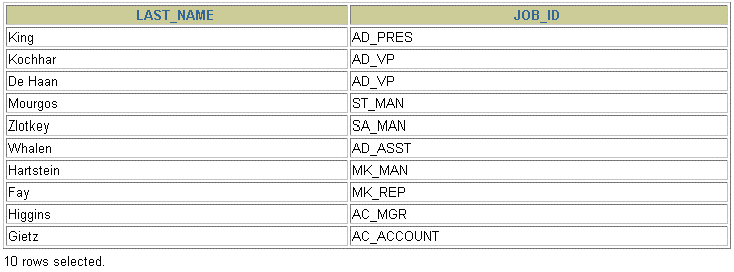 LAST_NAME JOB_ID
King AD_PRES
Kochhar AD_VP
De Haan AD_VP
Mourgos ST_MAN
Zlotkey SA_MAN
Whalen AD_ASST
Hartstein MK_MAN
Fay MK_REP
Higgins AC_MGR
Gietz AC_ACCOUNT
10 rows selected.